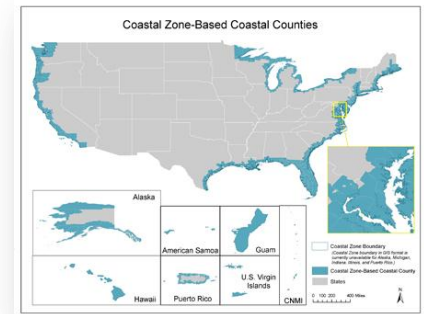 Coastal Zone-Based Coastal Counties
Alaska
American Samoa
Guam
Hawaii
Puerto Rico
U.S. Virgin
Islands
CNMI
Coastal Zone Boundary
(Coastal Zone boundary in GIS format is
currently unavailable for Alaska, Michigan,
Indiana, Illinois, and Puerto Rico.)
Coastal Zone-Based Coastal County
States
0 100 200 400 Miles
N